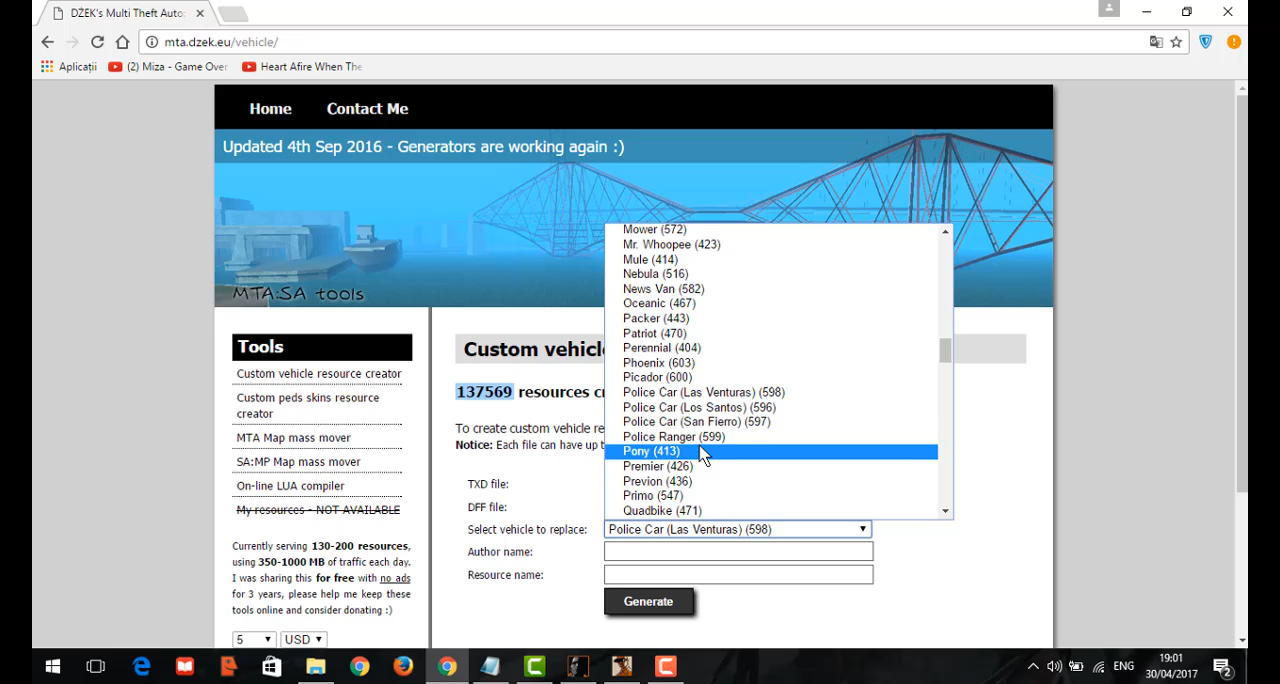 DŽEK's Multi Theft Auto:
mta.dzek.eu/vehicle/
Aplicații
(2) Miza - Game Over
Heart Afire When The
Home
Contact Me
Updated 4th Sep 2016 - Generators are working again :)
MTA:SA tools
Tools
Custom vehicle resource creator
Custom peds skins resource
creator
MTA Map mass mover
SA:MP Map mass mover
On-line LUA compiler
My resources - NOT AVAILABLE
Currently serving 130-200 resources,
using 350-1000 MB of traffic each day.
I was sharing this for free with no ads
for 3 years, please help me keep these
tools online and consider donating :)
5
USD
Custom vehicl
137569 resources c
To create custom vehicle re
Notice: Each file can have up t
TXD file:
DFF file:
Select vehicle to replace:
Author name:
Resource name:
Mower (572)
Mr. Whoopee (423)
Mule (414)
Nebula (516)
News Van (582)
Oceanic (467)
Packer (443)
Patriot (470)
Perennial (404)
Phoenix (603)
Picador (600)
Police Car (Las Venturas) (598)
Police Car (Los Santos) (596)
Police Car (San Fierro) (597)
Police Ranger (599)
Pony (413)
Premier (426)
Previon (436)
Primo (547)
Quadbike (471)
Police Car (Las Venturas) (598)
Generate
ENG
19:01
30/04/2017
2